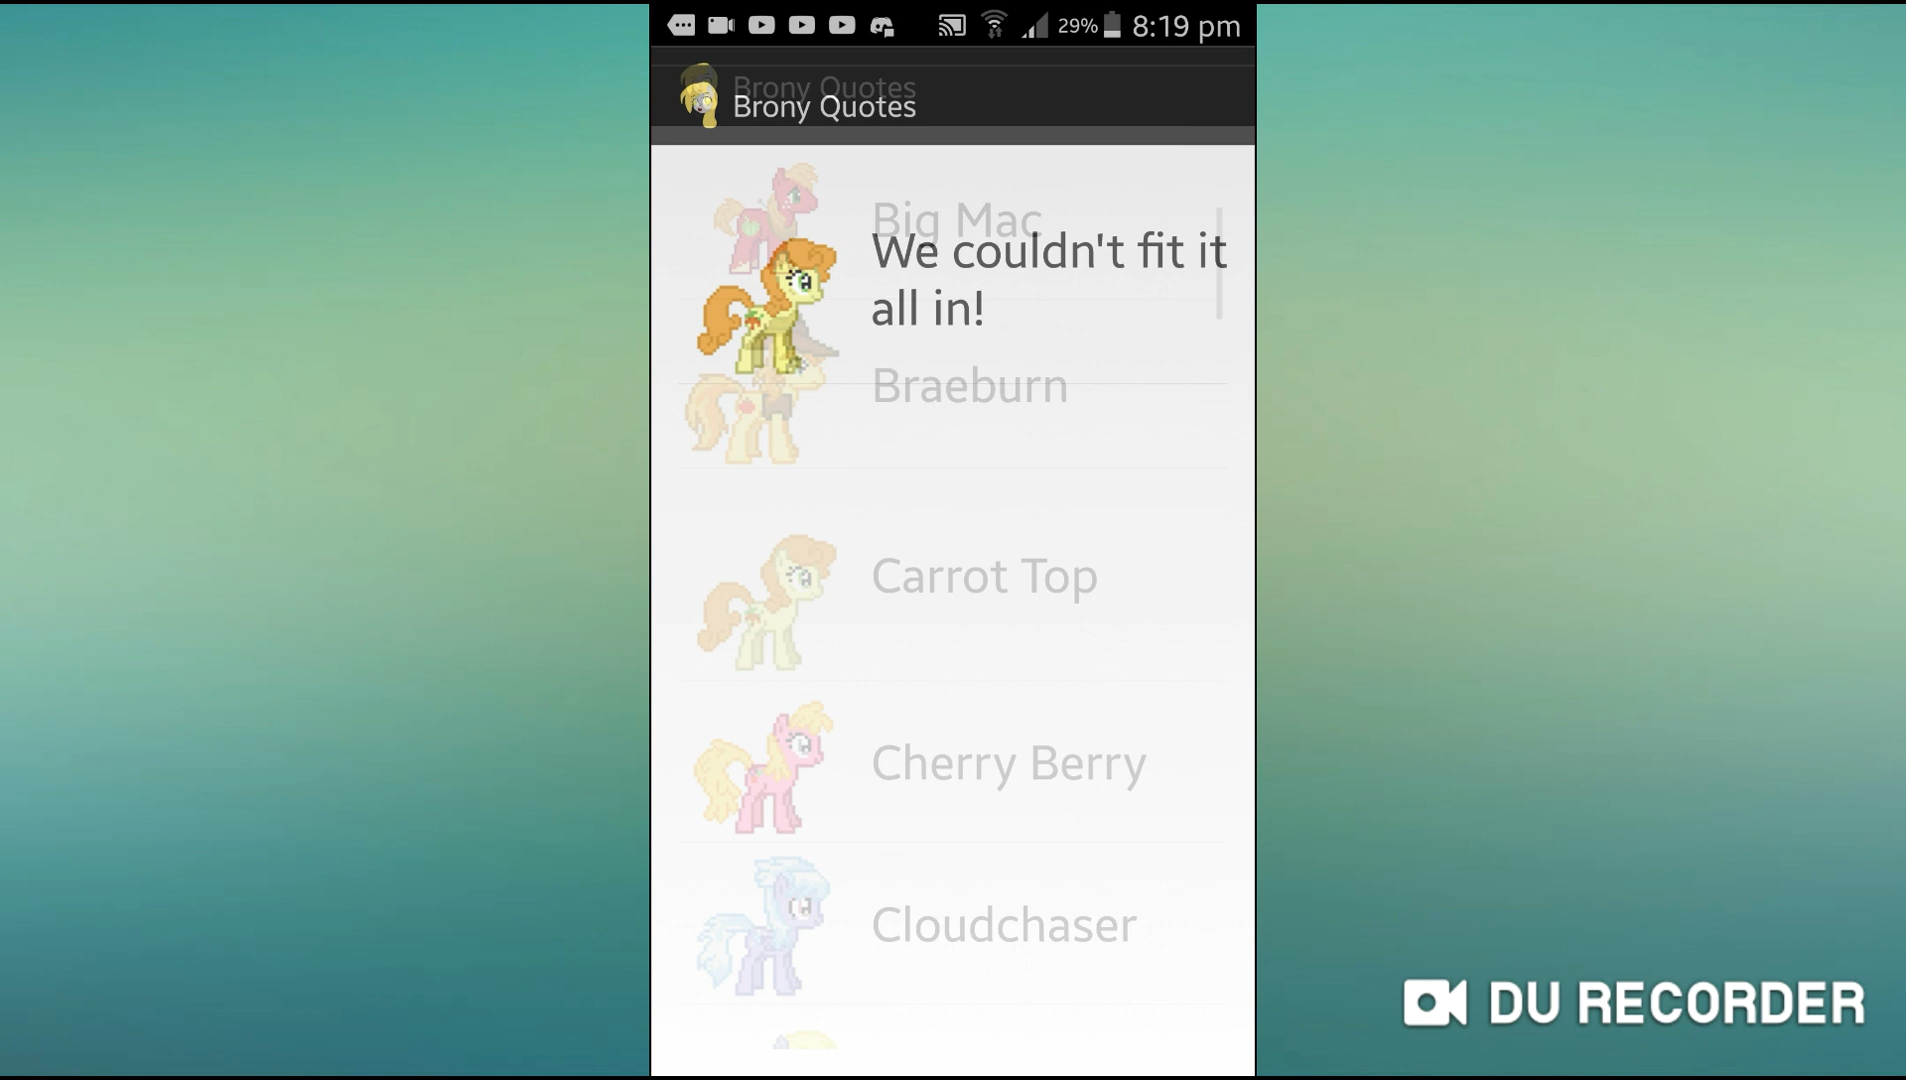 29% 8:19 pm
Brony Quotes
Brony Quotes
Big Mac
We couldn't fit it
all in!
Braeburn
Carrot Top
Cherry Berry
Cloudchaser
DU RECORDER